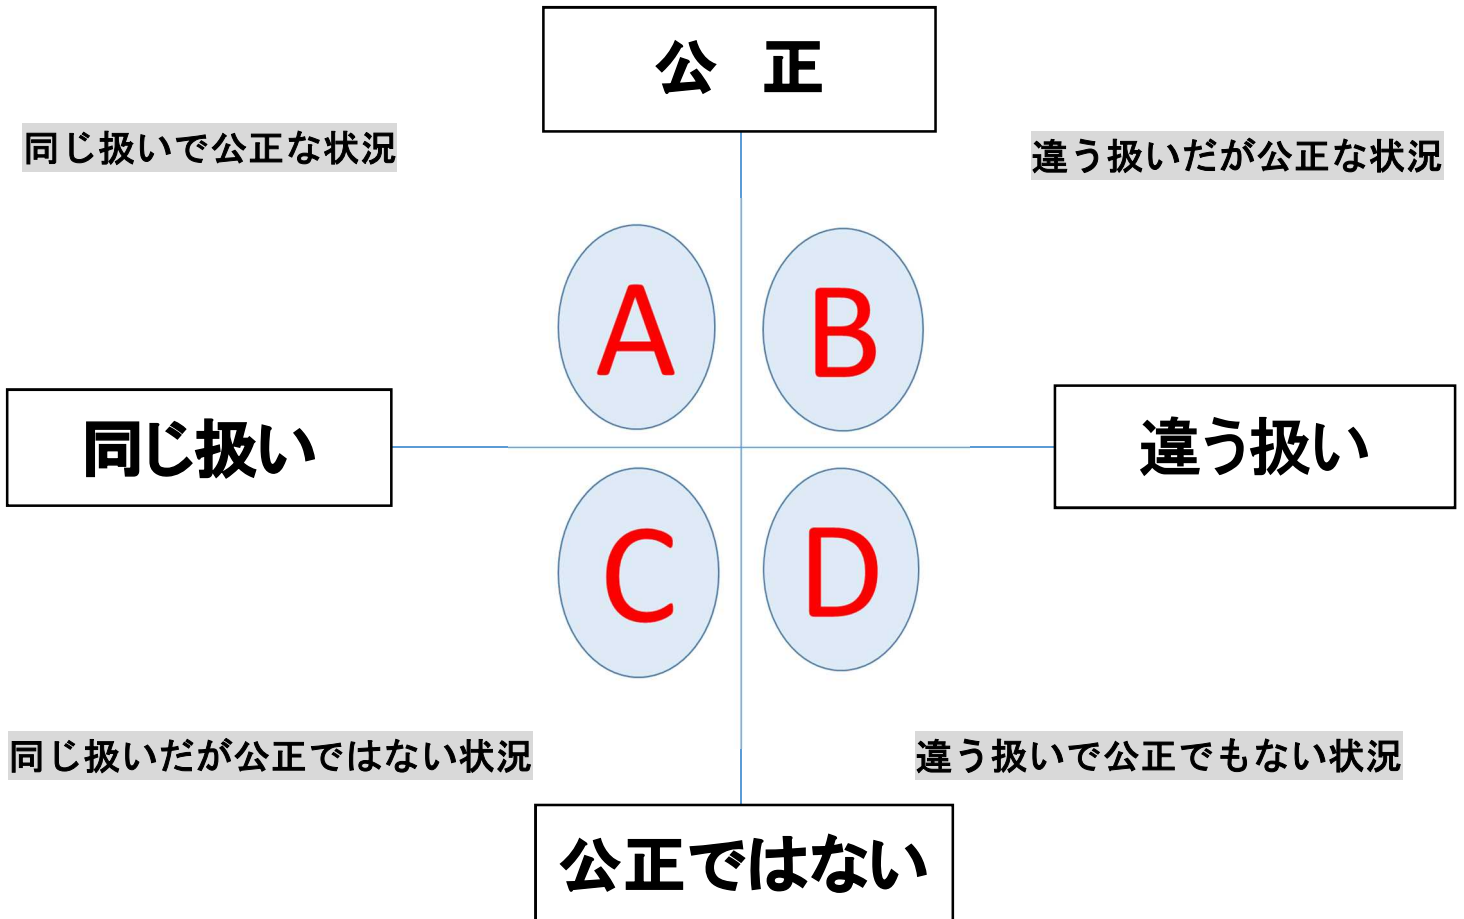 公 正
同じ扱いで公正な状況
違う扱いだが公正な状況
A
B
同じ扱い
違う扱い
C
D
同じ扱いだが公正ではない状況
違う扱いで公正でもない状況
公正ではない